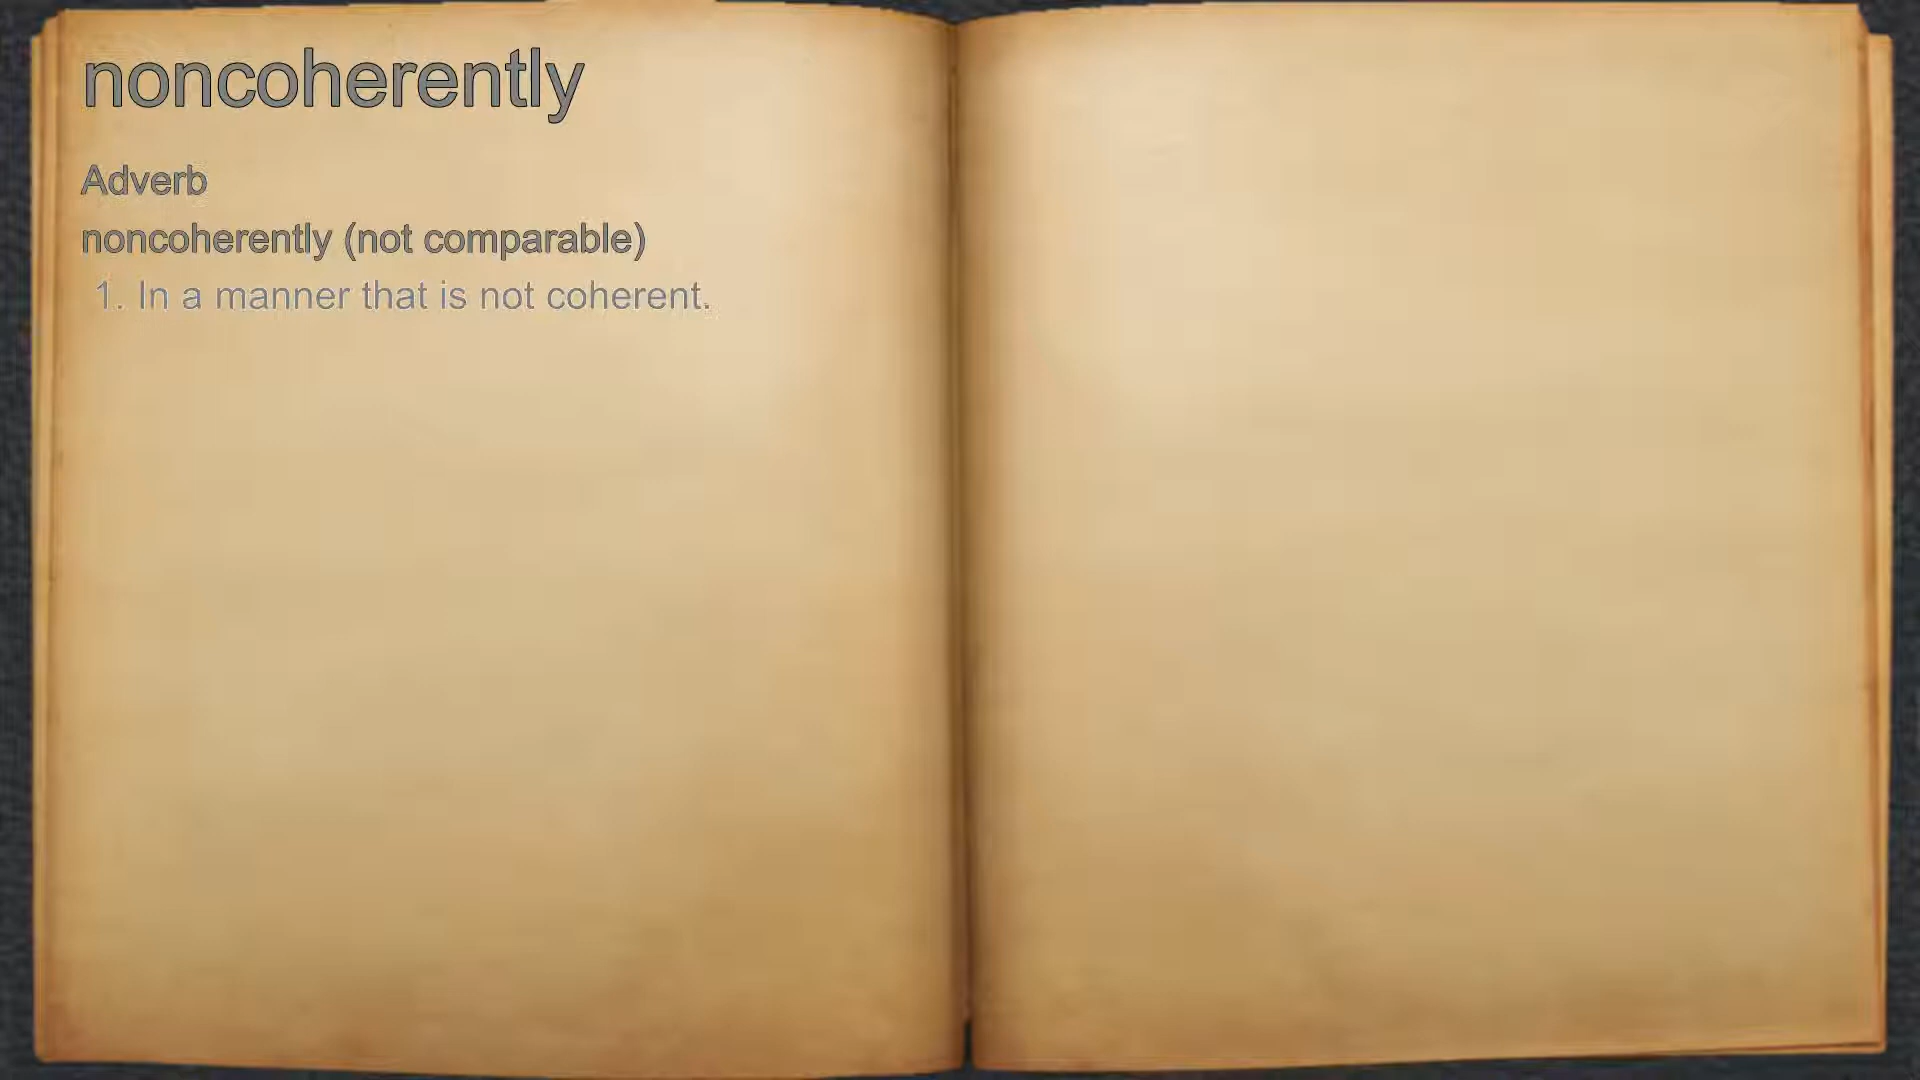 noncoherently
Adverb
noncoherently (not comparable)
1. In a manner that is not coherent.